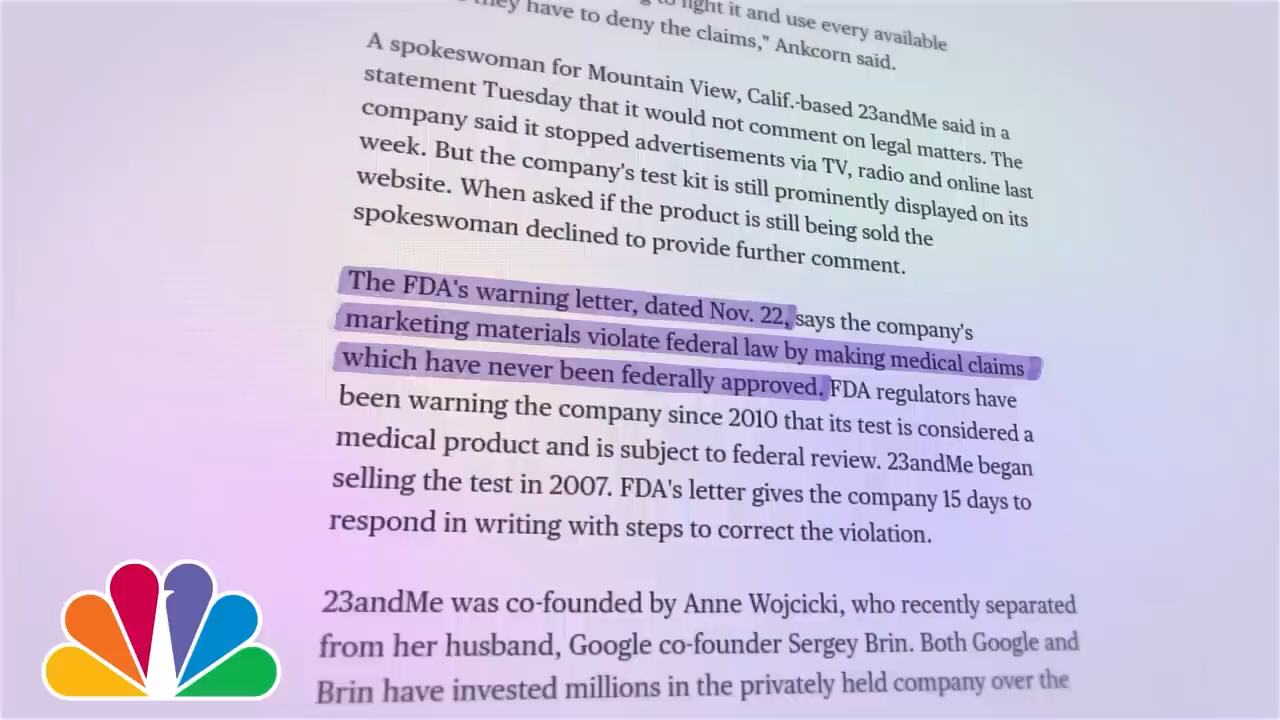 to fight it and use every available
they have to deny the claims," Ankcorn said.
A spokeswoman for Mountain View, Calif.-based 23andMe said in a
statement Tuesday that it would not comment on legal matters. The
company said it stopped advertisements via TV, radio and online last
week. But the company's test kit is still prominently displayed on its
website. When asked if the product is still being sold the
spokeswoman declined to provide further comment.
The FDA's warning letter, dated Nov. 22, says the company's
marketing materials violate federal law by making medical claims
which have never been federally approved. FDA regulators have
been warning the company since 2010 that its test is considered a
medical product and is subject to federal review. 23andMe began
selling the test in 2007. FDA's letter gives the company 15 days to
respond in writing with steps to correct the violation.
23andMe was co-founded by Anne Wojcicki, who recently separated
from her husband, Google co-founder Sergey Brin. Both Google and
Brin have invested millions in the privately held company over the